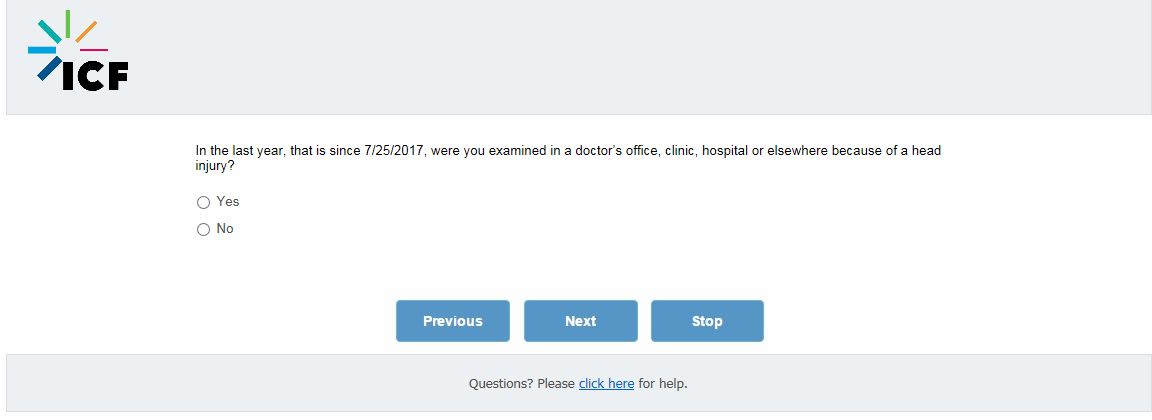 ICF
In the last year, that is since 7/25/2017, were you examined in a doctor's office, clinic, hospital or elsewhere because of a head
injury?
Yes
No
Previous
Next
Stop
Questions? Please click here for help.